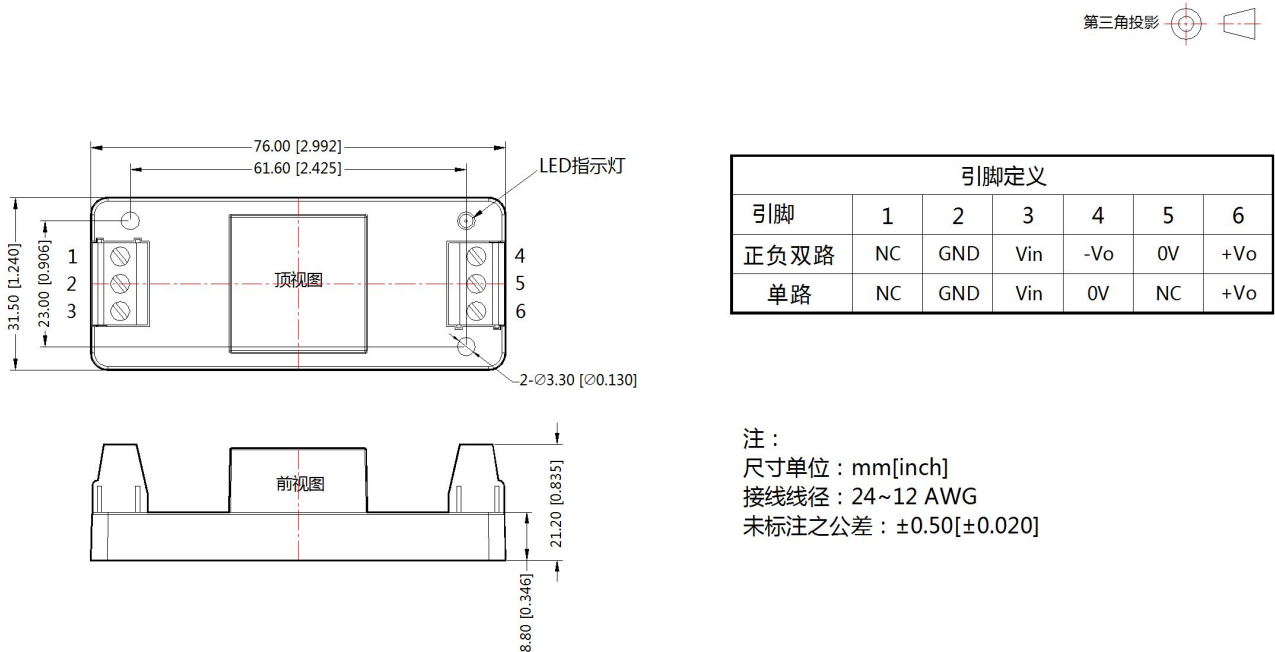 第三角投影
76.00 [2.992]
61.60 [2.425]
LED指示灯
31.50 [1.240]
23.00 [0.906]
1
2
3
顶视图
4
5
6
2-∅3.30 [∅0.130]
前视图
21.20 [0.835]
8.80 [0.346]
引脚定义
引脚 1 2 3 4 5 6
正负双路 NC GND Vin -Vo 0V +Vo
单路 NC GND Vin 0V NC +Vo
注：
尺寸单位：mm[inch]
接线线径：24~12 AWG
未标注之公差：±0.50[±0.020]